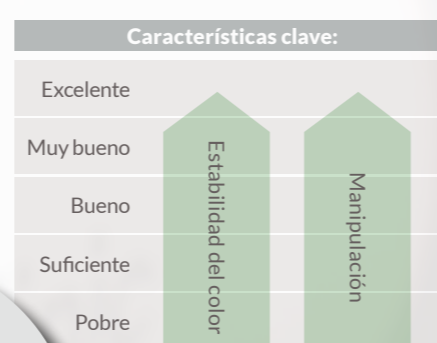 Características clave:
Excelente
Muy bueno
Bueno
Suficiente
Pobre
Estabilidad del color
Manipulación